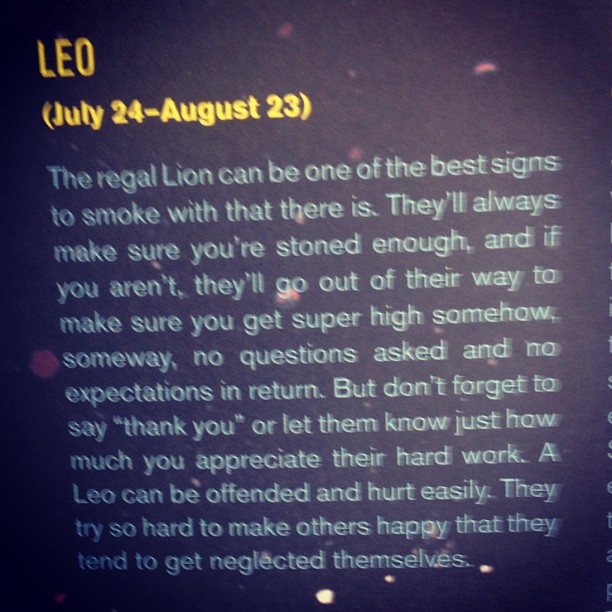 LEO
(July 24–August 23)
The regal Lion can be one of the best signs
to smoke with that there is. They'll always
make sure you're stoned enough, and if
you aren't, they'll go out of their way to
make sure you get super high somehow,
someway, no questions asked and no
expectations in return. But don't forget to
say "thank you" or let them know just how
much you appreciate their hard work. A
Leo can be offended and hurt easily. They
try so hard to make others happy that they
tend to get neglected themselves.